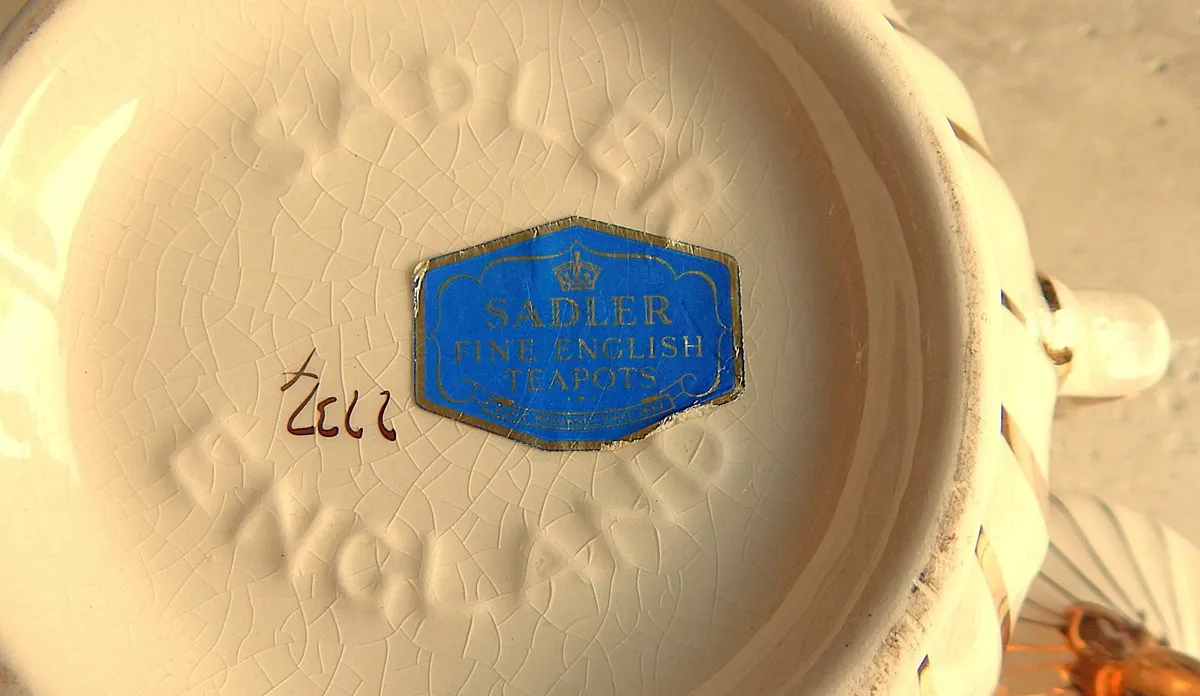 SADLER
SADLER
FINE ENGLISH
TEAPOTS
ENGLAND